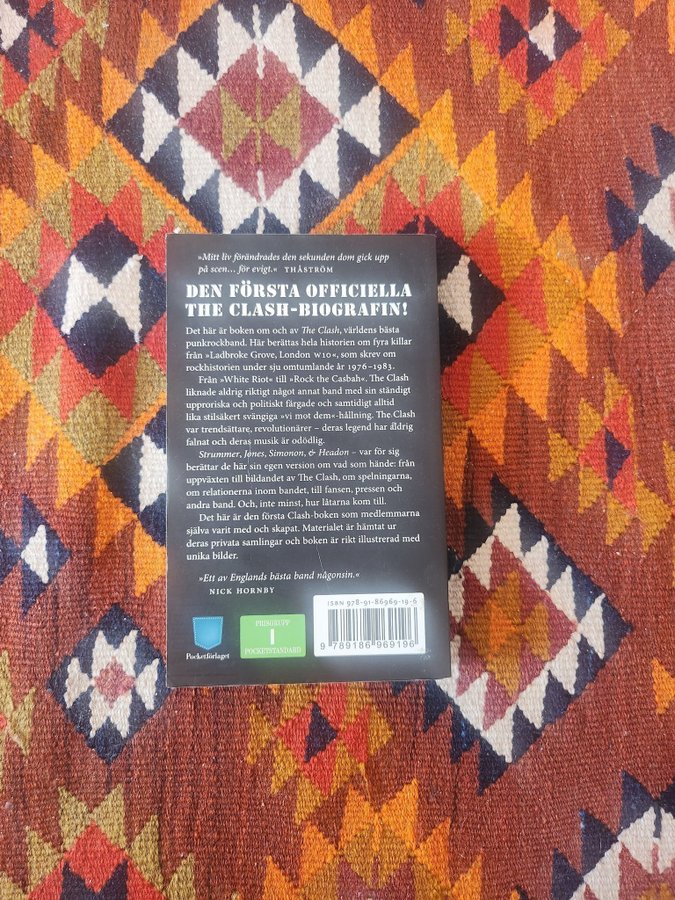 »Mitt liv förändrades den sekunden dom gick upp
på scen... för evigt.« THÅSTRÖM
DEN FÖRSTA OFFICIELLA
THE CLASH-BIOGRAFIN!
Det här är boken om och av The Clash, världens bästa
punkrockband. Här berättas hela historien om fyra killar
från »Ladbroke Grove, London W10«, som skrev om
rockhistorien under sju omtumlande år 1976–1983.
Från »White Riot« till »Rock the Casbah«. The Clash
liknade aldrig riktigt något annat band med sin ständigt
upproriska och politiskt färgade och samtidigt alltid
lika stilsäkert svängiga »vi mot dem«-hållning. The Clash
var trendsättare, revolutionärer – deras legend har aldrig
falnat och deras musik är odödlig.
Strummer, Jones, Simonon, & Headon – var för sig
berättar de här sin egen version om vad som hände: från
uppväxten till bildandet av The Clash, om spelningarna,
om relationerna inom bandet, till fansen, pressen och
andra band. Och, inte minst, hur låtarna kom till.
Det här är den första Clash-boken som medlemmarna
själva varit med och skapat. Materialet är hämtat ur
deras privata samlingar och boken är rikt illustrerad med
unika bilder.
»Ett av Englands bästa band någonsin.«
NICK HORNBY
Pocketförlaget
PRISGRUPP
1
POCKETSTANDARD
ISBN 978-91-86969-19-6
9 789186 969196